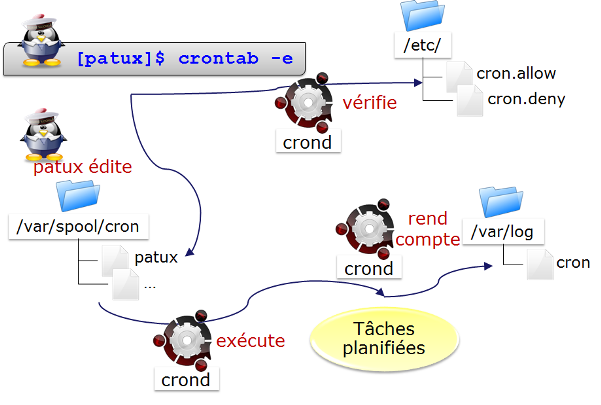 [patux]$ crontab -e
/etc/
cron.allow
cron.deny
vérifie
crond
patux édite
/var/spool/cron
patux
...
rend
compte
crond
/var/log
cron
exécute
crond
Tâches
planifiées